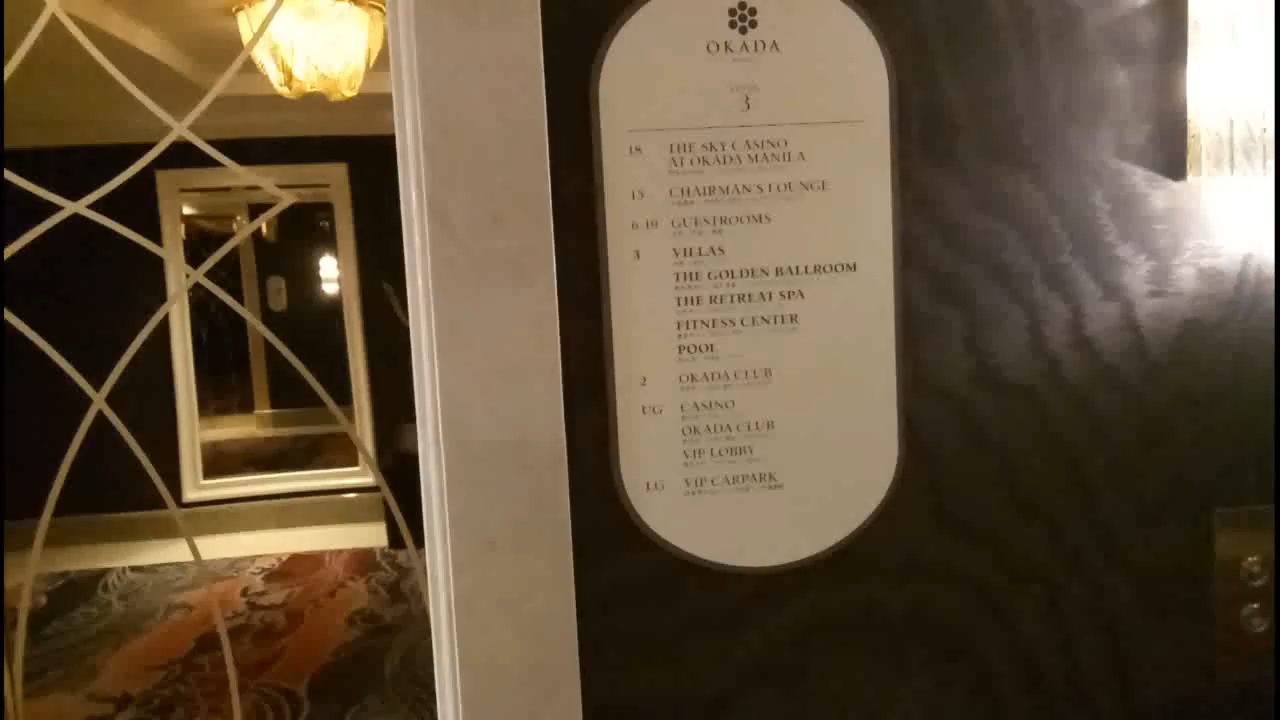 OKADA
3
18 THE SKY CASINO
AT OKADA MANILA
15 CHAIRMAN'S LOUNGE
6-19 GUESTROOMS
3 VILLAS
THE GOLDEN BALLROOM
THE RETREAT SPA
FITNESS CENTER
POOL
2 OKADA CLUB
UG CASINO
OKADA CLUB
VIP LOBBY
LG VIP CARPARK